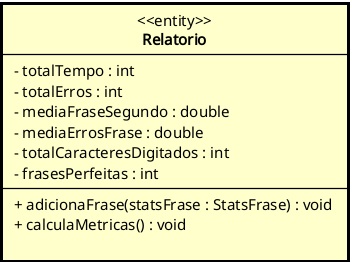 <<entity>>
Relatorio
- totalTempo : int
- totalErros : int
- mediaFraseSegundo : double
- mediaErrosFrase : double
- totalCaracteresDigitados : int
- frasesPerfeitas : int
+ adicionaFrase(statsFrase : StatsFrase) : void
+ calculaMetricas() : void